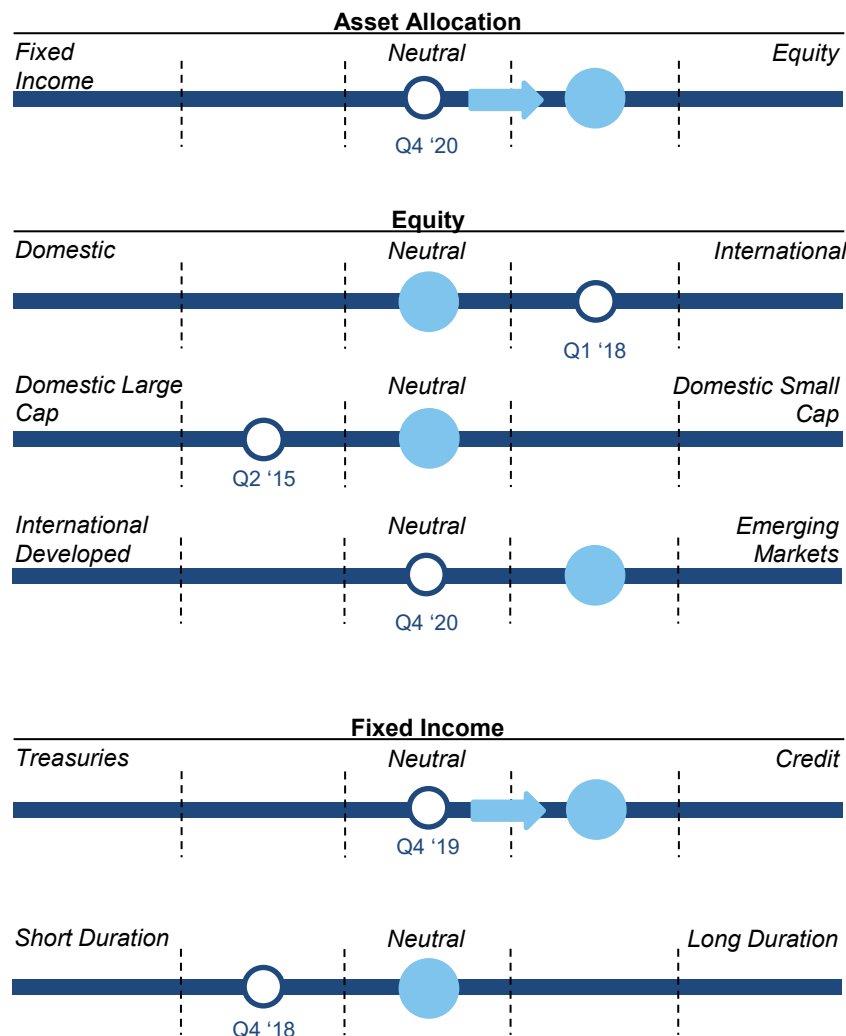 Asset Allocation
Fixed Income
Neutral
Equity
Q4 ‘20
Equity
Domestic
Neutral
International
Q1 ‘18
Domestic Large Cap
Neutral
Domestic Small Cap
Q2 ‘15
International Developed
Neutral
Emerging Markets
Q4 ‘20
Fixed Income
Treasuries
Neutral
Credit
Q4 ‘19
Short Duration
Neutral
Long Duration
Q4 ‘18